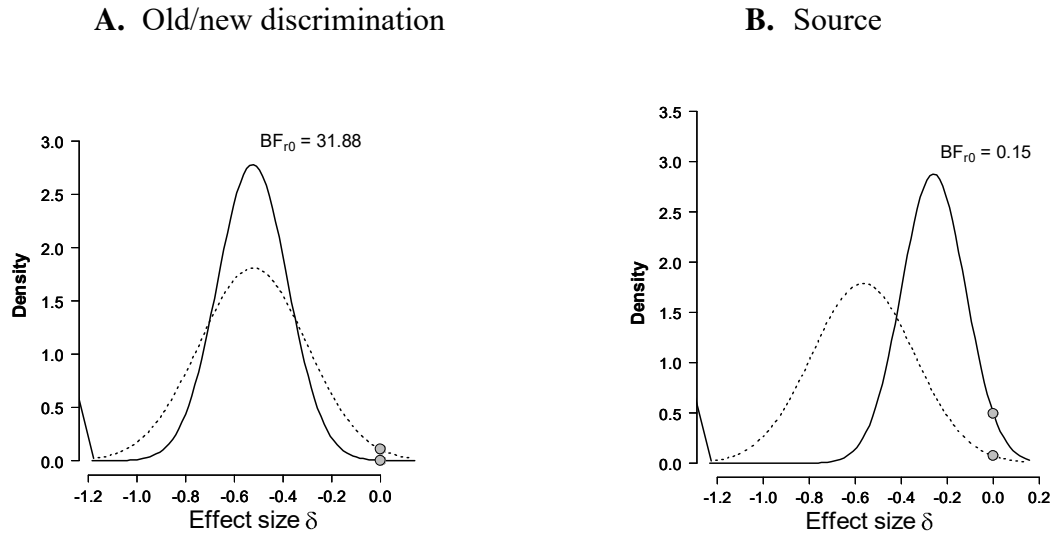 A. Old/new discrimination
BFr0 = 31.88
3.0
2.5
2.0
1.5
1.0
0.5
0.0
Density
-1.2 -1.0 -0.8 -0.6 -0.4 -0.2 0.0
Effect size δ
B. Source
BFr0 = 0.15
3.5
3.0
2.5
2.0
1.5
1.0
0.5
0.0
Density
-1.2 -1.0 -0.8 -0.6 -0.4 -0.2 0.0 0.2
Effect size δ